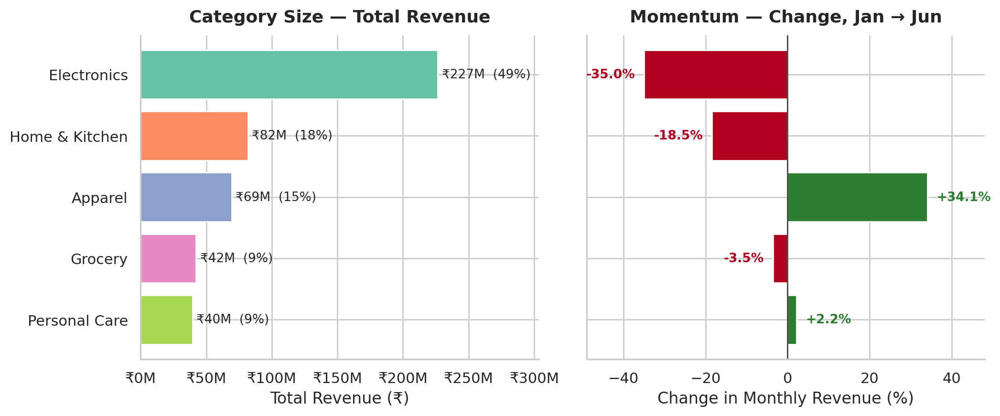 Category Size — Total Revenue
Electronics
₹227M (49%)
Home & Kitchen
₹82M (18%)
Apparel
₹69M (15%)
Grocery
₹42M (9%)
Personal Care
₹40M (9%)
₹0M ₹50M ₹100M ₹150M ₹200M ₹250M ₹300M
Total Revenue (₹)
Momentum — Change, Jan → Jun
-35.0%
-18.5%
+34.1%
-3.5%
+2.2%
−40 −20 0 20 40
Change in Monthly Revenue (%)